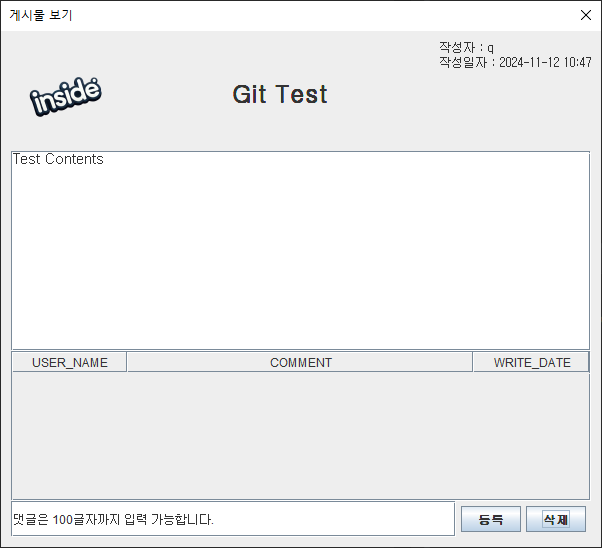 게시물 보기
작성자 : q
작성일자 : 2024-11-12 10:47
inside
Git Test
Test Contents
USER_NAME COMMENT WRITE_DATE
댓글은 100글자까지 입력 가능합니다.
등록 삭제